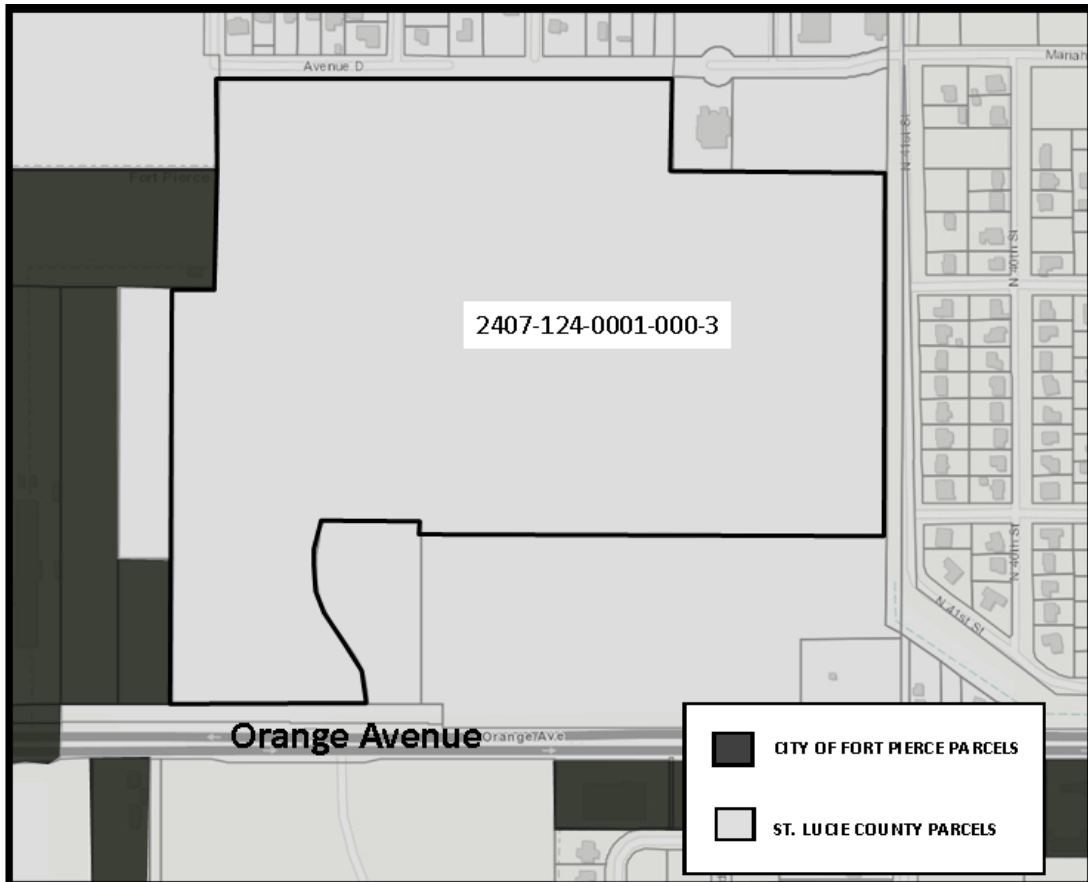 Avenue D
Mariah
N 41st St
Fort Pierce
N 40th St
2407-124-0001-000-3
N 40th St
N 41st St
Orange Avenue
Orange Ave
CITY OF FORT PIERCE PARCELS
ST. LUCIE COUNTY PARCELS